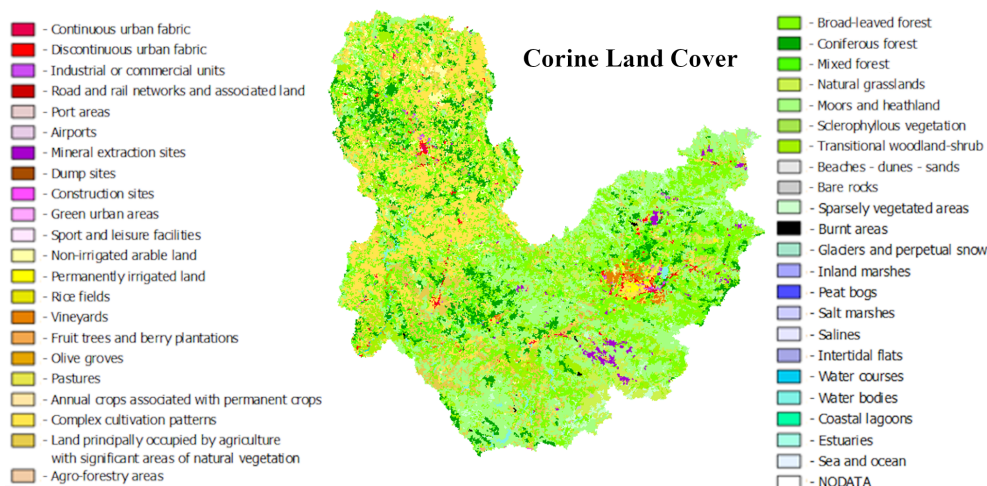 Corine Land Cover
- Continuous urban fabric
- Discontinuous urban fabric
- Industrial or commercial units
- Road and rail networks and associated land
- Port areas
- Airports
- Mineral extraction sites
- Dump sites
- Construction sites
- Green urban areas
- Sport and leisure facilities
- Non-irrigated arable land
- Permanently irrigated land
- Rice fields
- Vineyards
- Fruit trees and berry plantations
- Olive groves
- Pastures
- Annual crops associated with permanent crops
- Complex cultivation patterns
- Land principally occupied by agriculture
with significant areas of natural vegetation
- Agro-forestry areas
- Broad-leaved forest
- Coniferous forest
- Mixed forest
- Natural grasslands
- Moors and heathland
- Sclerophyllous vegetation
- Transitional woodland-shrub
- Beaches - dunes - sands
- Bare rocks
- Sparsely vegetated areas
- Burnt areas
- Glaciers and perpetual snow
- Inland marshes
- Peat bogs
- Salt marshes
- Salines
- Intertidal flats
- Water courses
- Water bodies
- Coastal lagoons
- Estuaries
- Sea and ocean
- NODATA